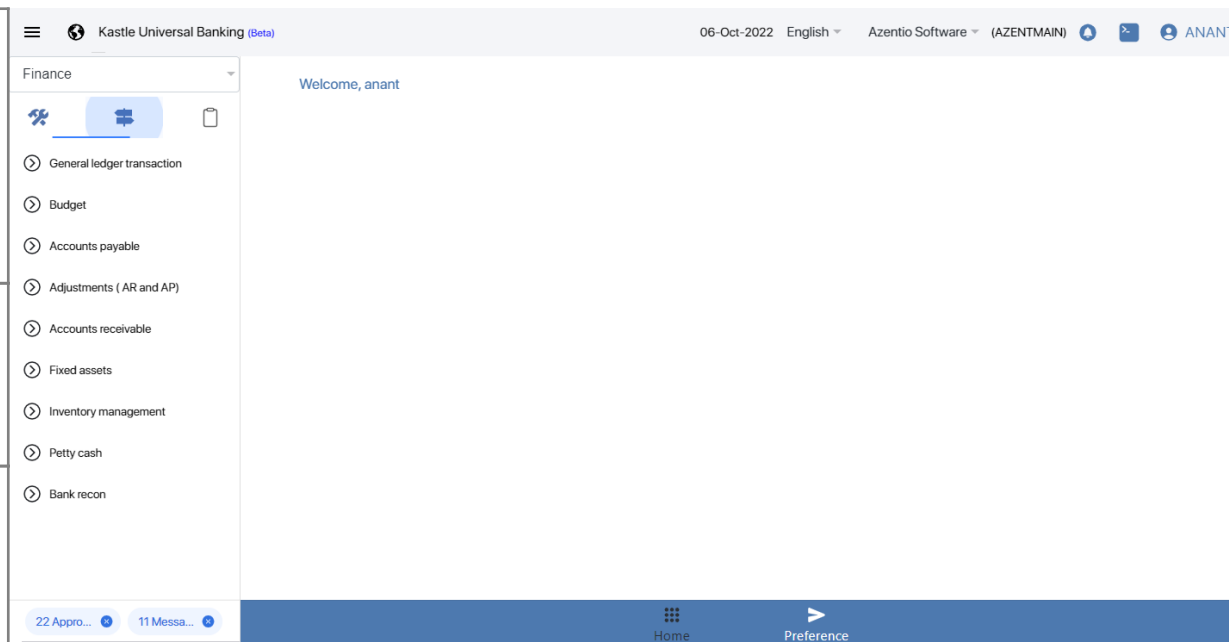 Kastle Universal Banking (Beta)
06-Oct-2022 English Azentio Software (AZENTMAIN) ANANT
Finance
Welcome, anant
General ledger transaction
Budget
Accounts payable
Adjustments ( AR and AP)
Accounts receivable
Fixed assets
Inventory management
Petty cash
Bank recon
22 Appro... 11 Messa...
Home Preference